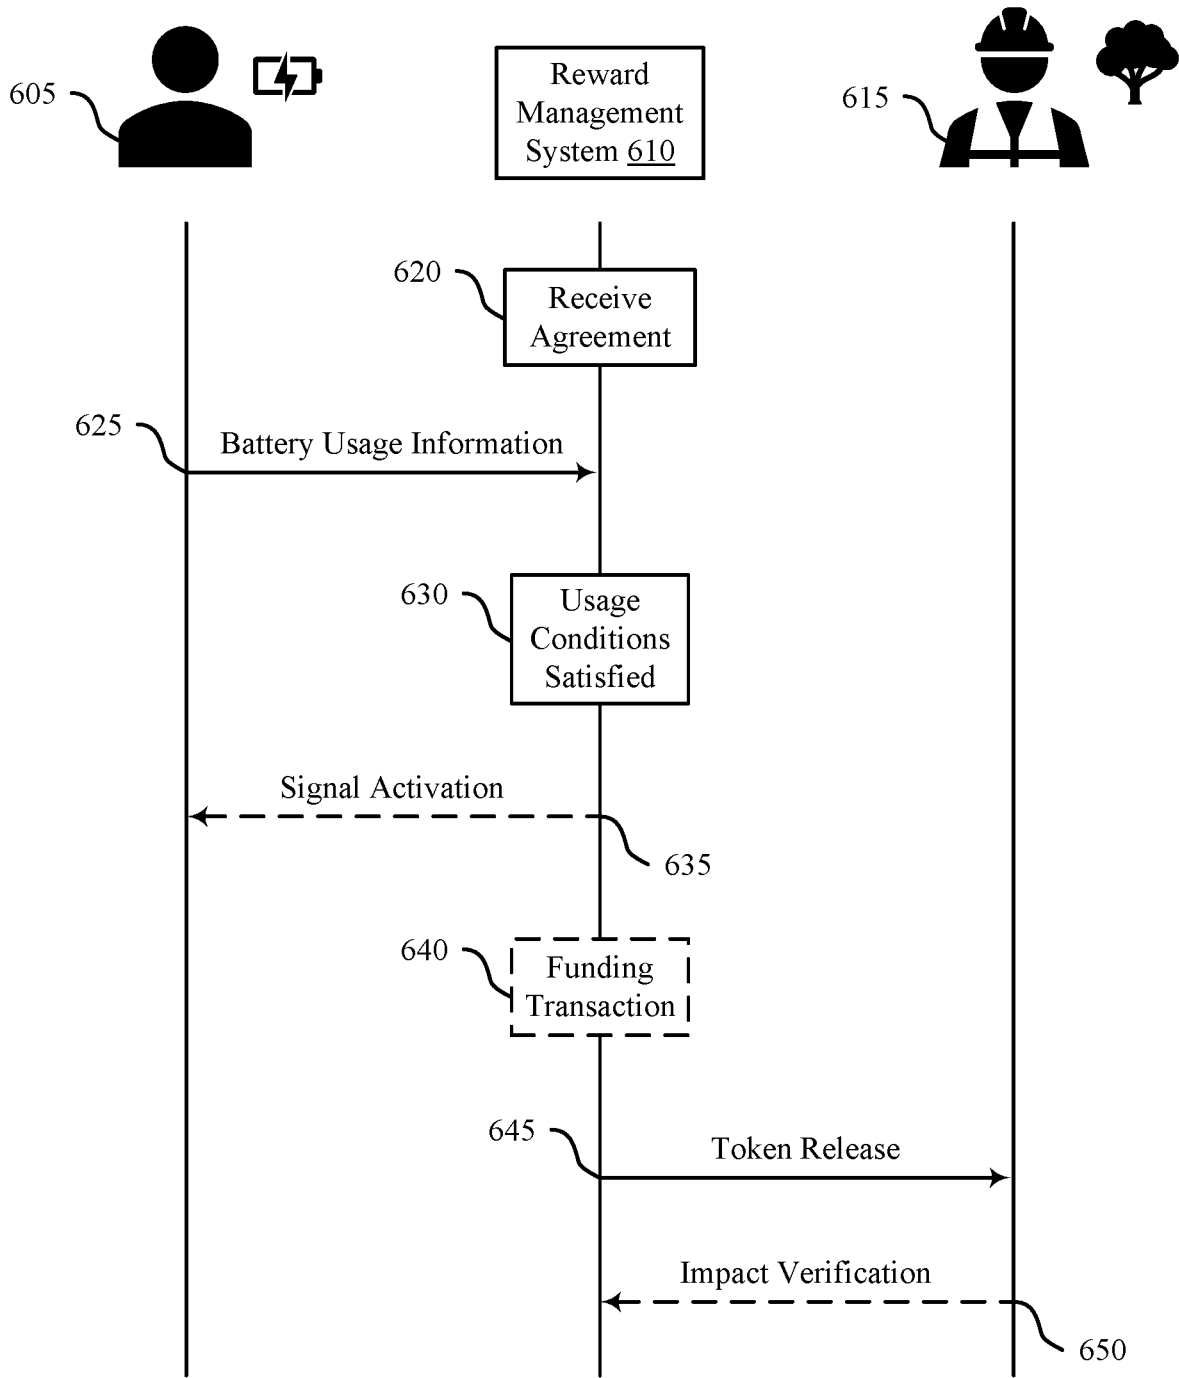 605
Reward
Management
System 610
615
620
Receive
Agreement
625
Battery Usage Information
630
Usage
Conditions
Satisfied
Signal Activation
635
640
Funding
Transaction
645
Token Release
Impact Verification
650